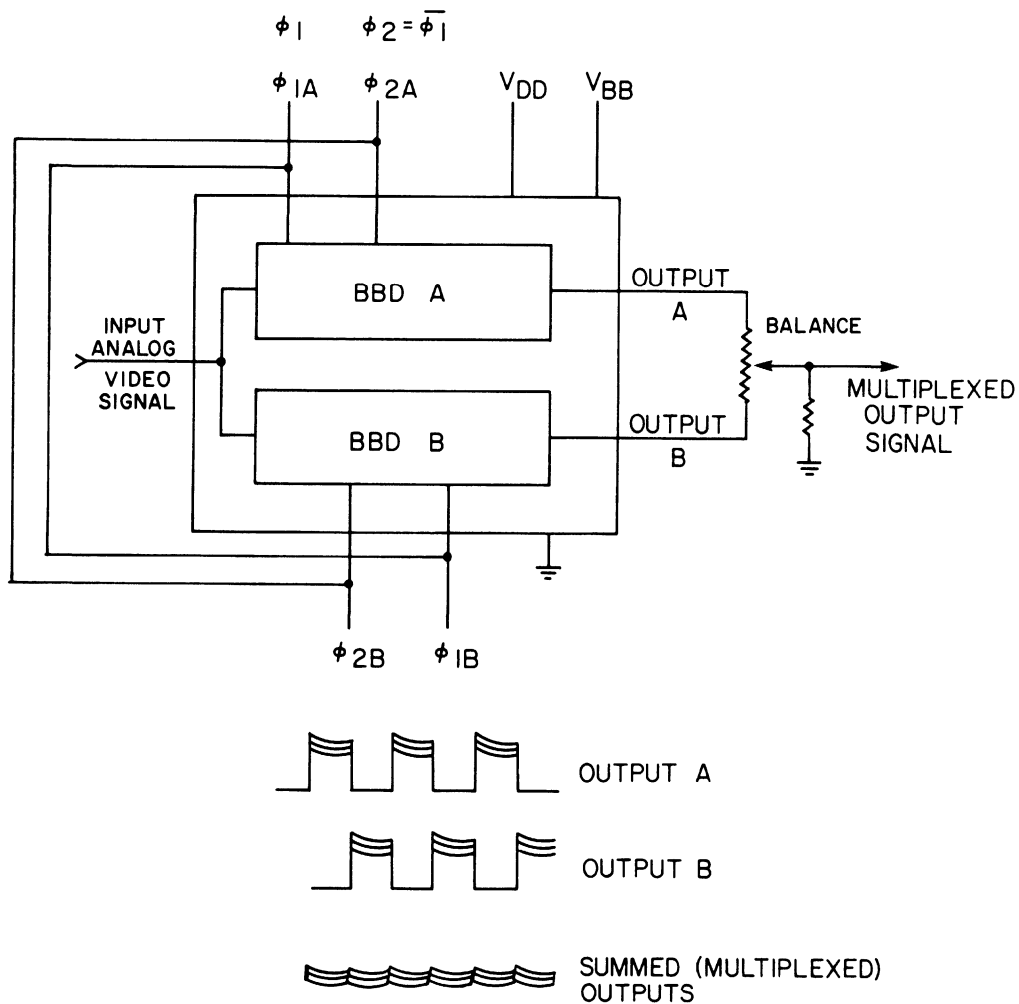 ϕ1 ϕ2 = ϕ̅1̅
ϕ1A ϕ2A VDD VBB
BBD A
OUTPUT
A
INPUT
ANALOG
VIDEO
SIGNAL
BALANCE
MULTIPLEXED
OUTPUT
SIGNAL
BBD B
OUTPUT
B
ϕ2B ϕ1B
OUTPUT A
OUTPUT B
SUMMED (MULTIPLEXED)
OUTPUTS